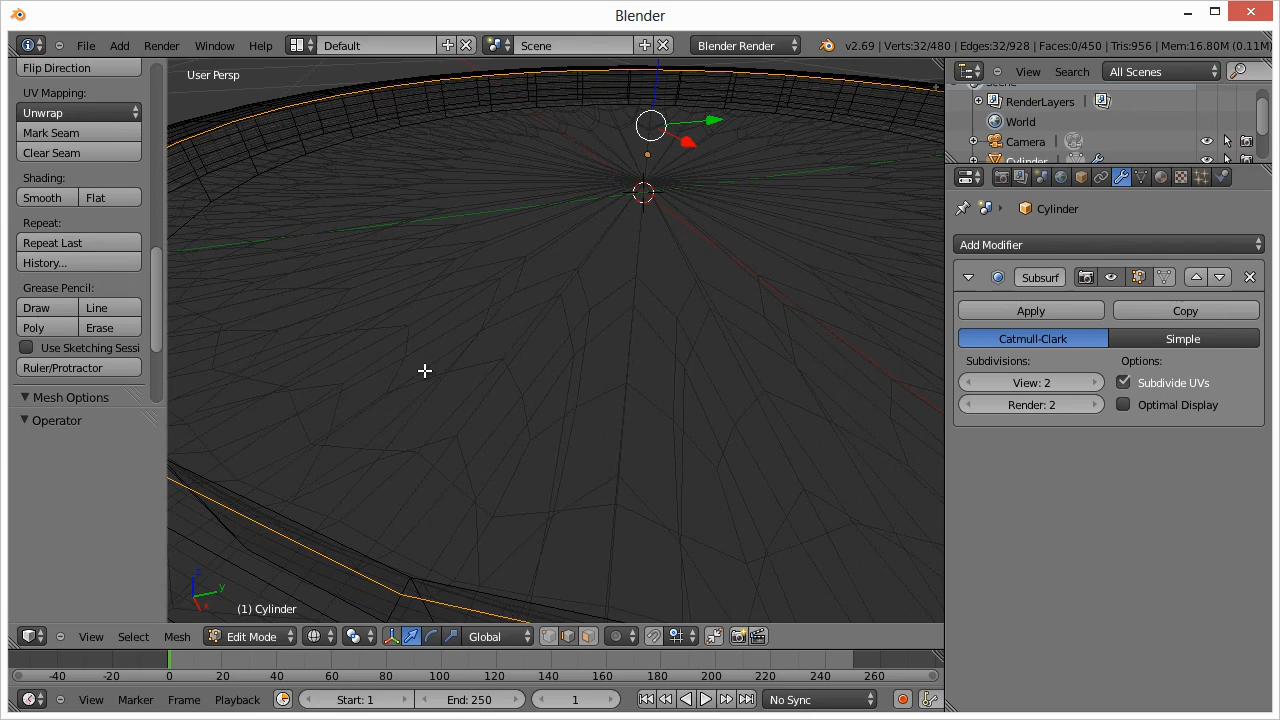 Blender
File Add Render Window Help Default Scene Blender Render v2.69 | Verts:32/480 | Edges:32/928 | Faces:0/450 | Tris:956 | Mem:16.80M (0.11M)
Flip Direction
UV Mapping:
Unwrap
Mark Seam
Clear Seam
Shading:
Smooth Flat
Repeat:
Repeat Last
History...
Grease Pencil:
Draw Line
Poly Erase
Use Sketching Sessi
Ruler/Protractor
Mesh Options
Operator
User Persp
z
y
x
(1) Cylinder
View Search All Scenes
Scene
RenderLayers
World
Camera
Cylinder
Cylinder
Add Modifier
Subsurf
Apply Copy
Catmull-Clark Simple
Subdivisions: Options:
View: 2 Subdivide UVs
Render: 2 Optimal Display
View Select Mesh Edit Mode Global
-40 -20 0 20 40 60 80 100 120 140 160 180 200 220 240 260
View Marker Frame Playback Start: 1 End: 250 1 No Sync